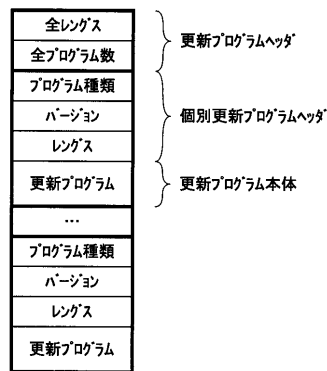 全レングス
全プログラム数
更新プログラムヘッダ
プログラム種類
バージョン
レングス
個別更新プログラムヘッダ
更新プログラム
更新プログラム本体
…
プログラム種類
バージョン
レングス
更新プログラム